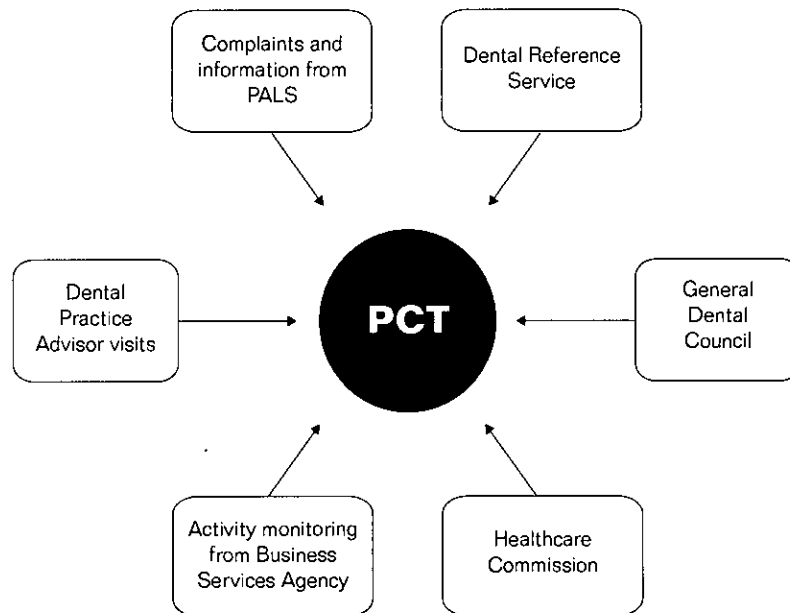 Complaints and
information from
PALS
Dental Reference
Service
Dental
Practice
Advisor visits
PCT
General
Dental
Council
Activity monitoring
from Business
Services Agency
Healthcare
Commission